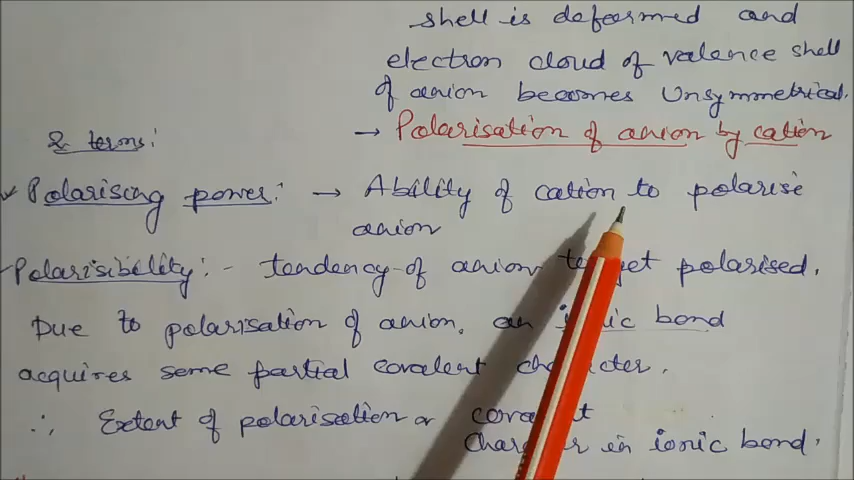 shell is deformed and
electron cloud of valence shell
of anion becomes Unsymmetrical.
→ Polarisation of anion by cation
2 terms:
✓ Polarising power: → Ability of cation to polarise
anion
Polarisibility:- tendency of anion to get polarised.
Due to polarisation of anion. an ionic bond
acquires some partial covalent character.
∴ Extent of polarisation α covalent
character in ionic bond.